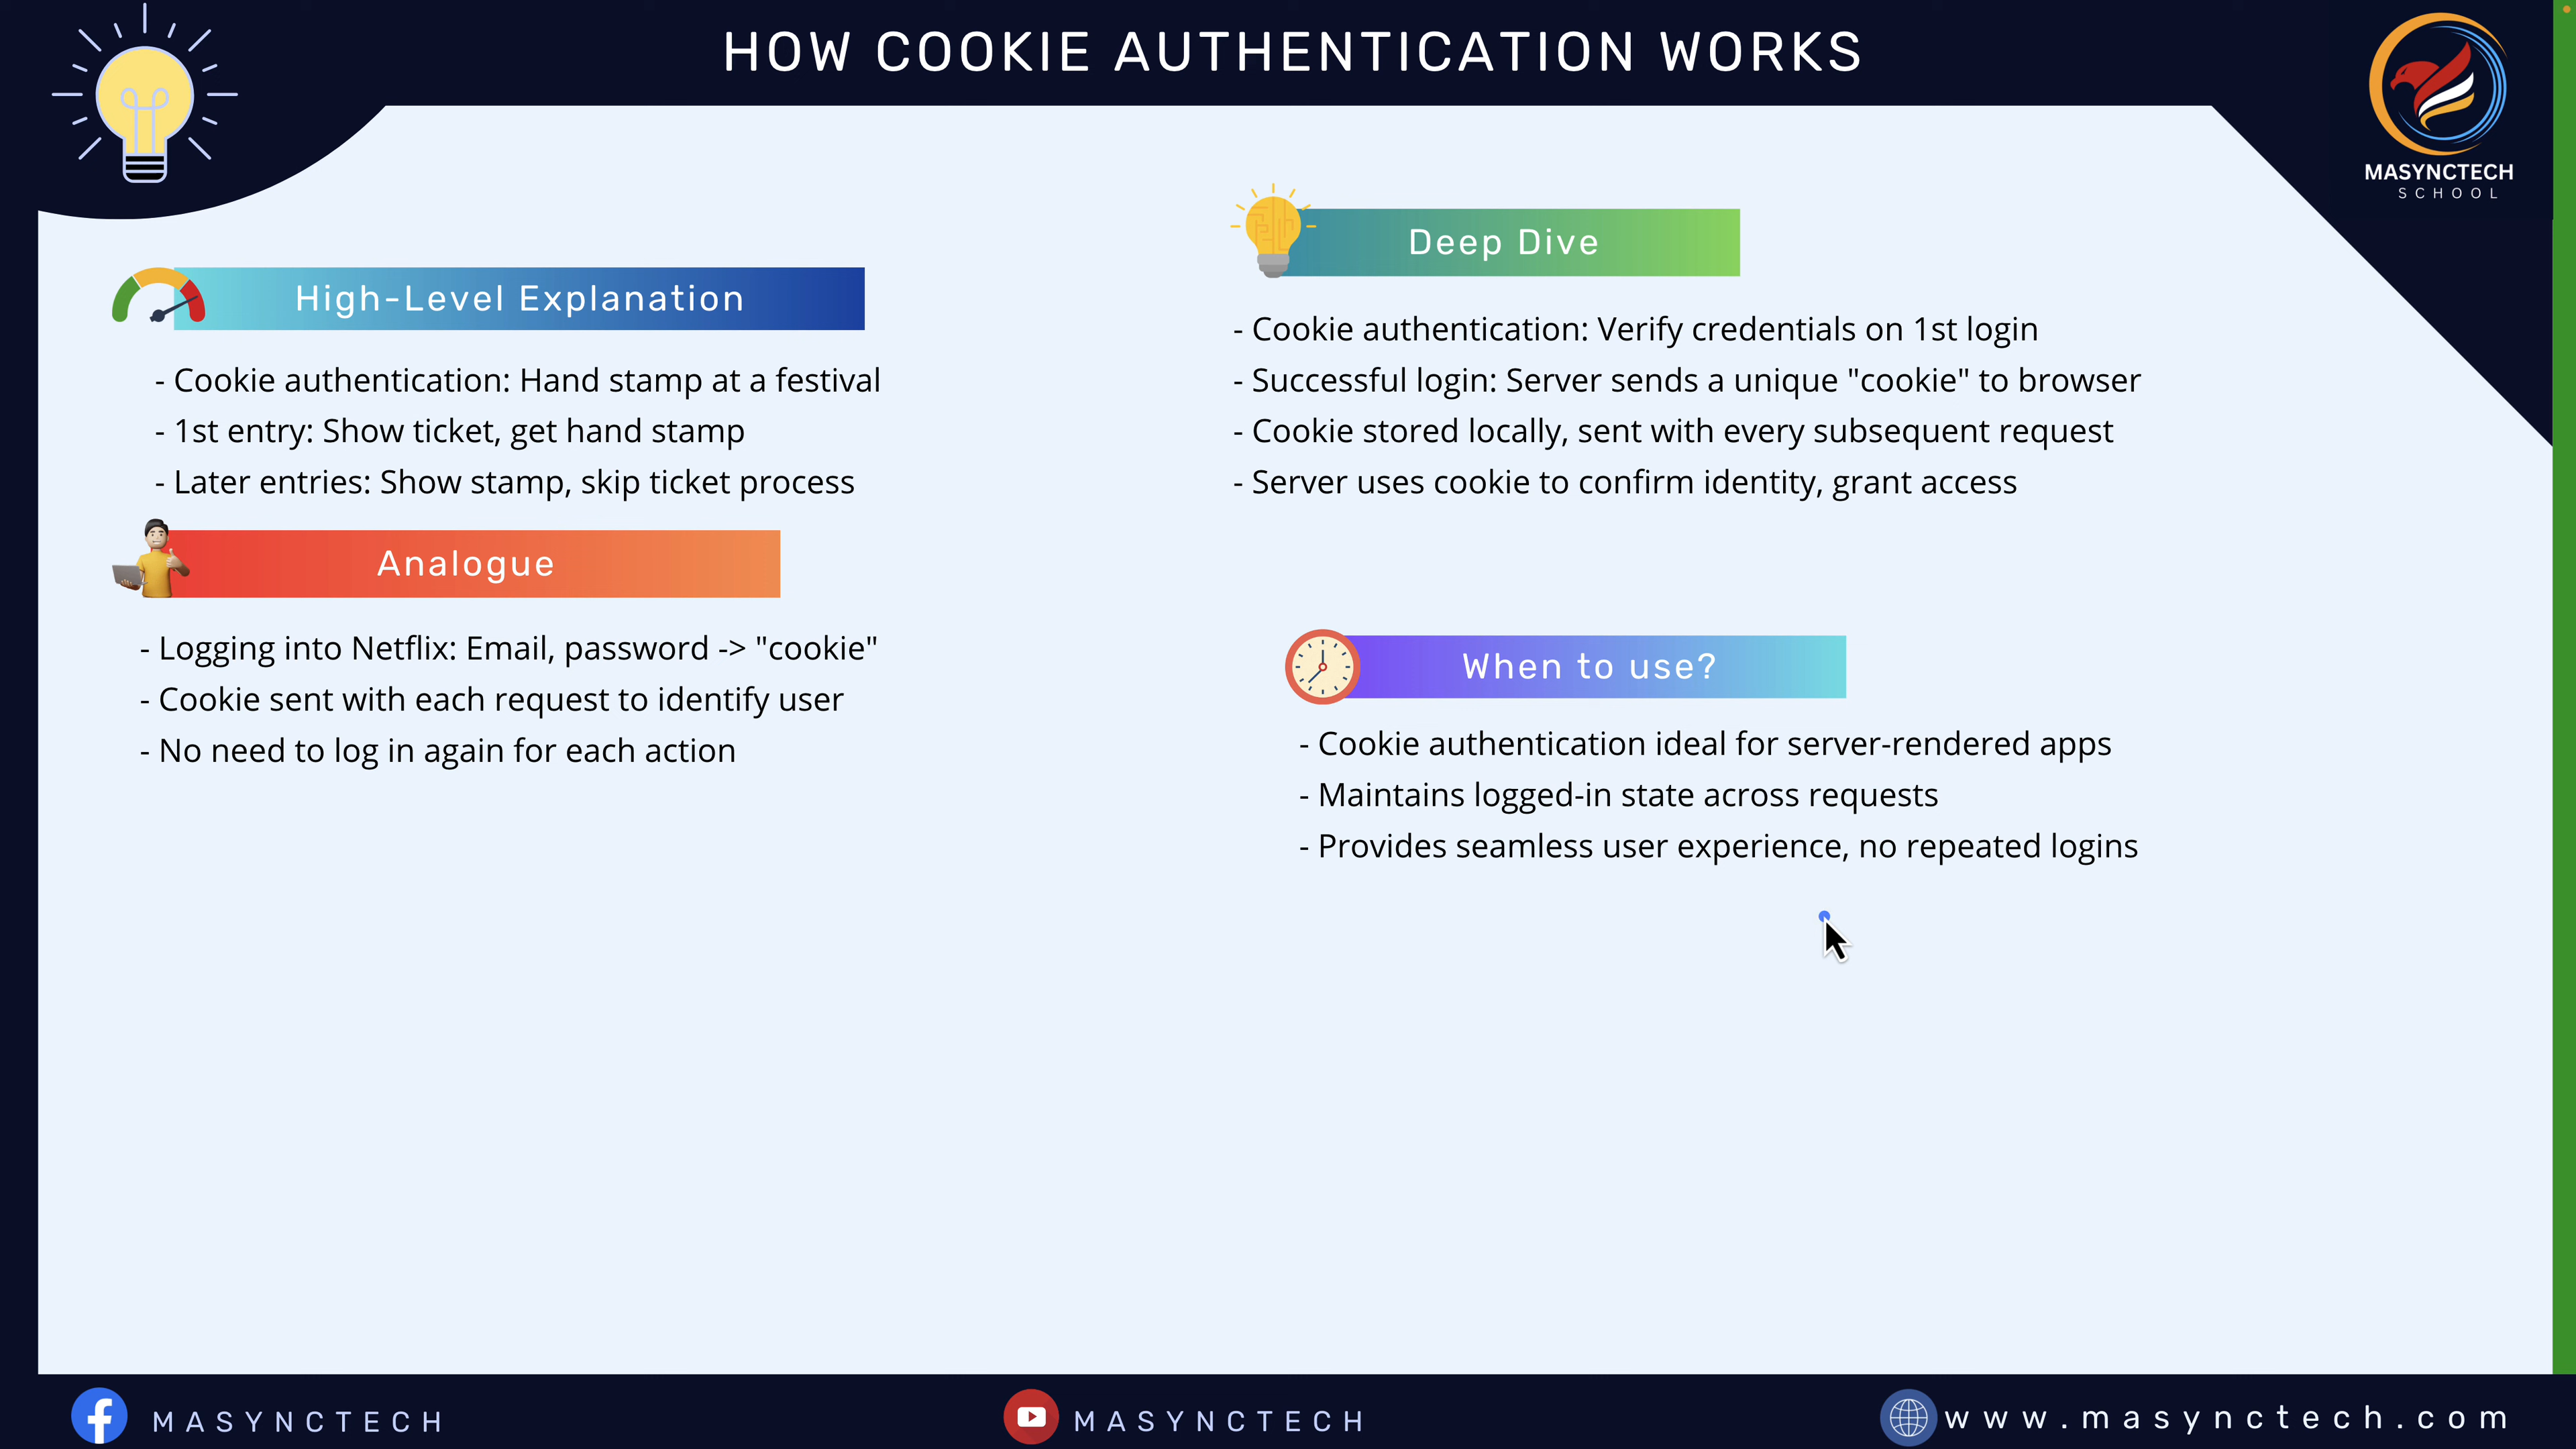 HOW COOKIE AUTHENTICATION WORKS
MASYNCTECH
SCHOOL
High-Level Explanation
- Cookie authentication: Hand stamp at a festival
- 1st entry: Show ticket, get hand stamp
- Later entries: Show stamp, skip ticket process
Analogue
- Logging into Netflix: Email, password -> "cookie"
- Cookie sent with each request to identify user
- No need to log in again for each action
Deep Dive
- Cookie authentication: Verify credentials on 1st login
- Successful login: Server sends a unique "cookie" to browser
- Cookie stored locally, sent with every subsequent request
- Server uses cookie to confirm identity, grant access
When to use?
- Cookie authentication ideal for server-rendered apps
- Maintains logged-in state across requests
- Provides seamless user experience, no repeated logins
MASYNCTECH
MASYNCTECH
www.masynctech.com